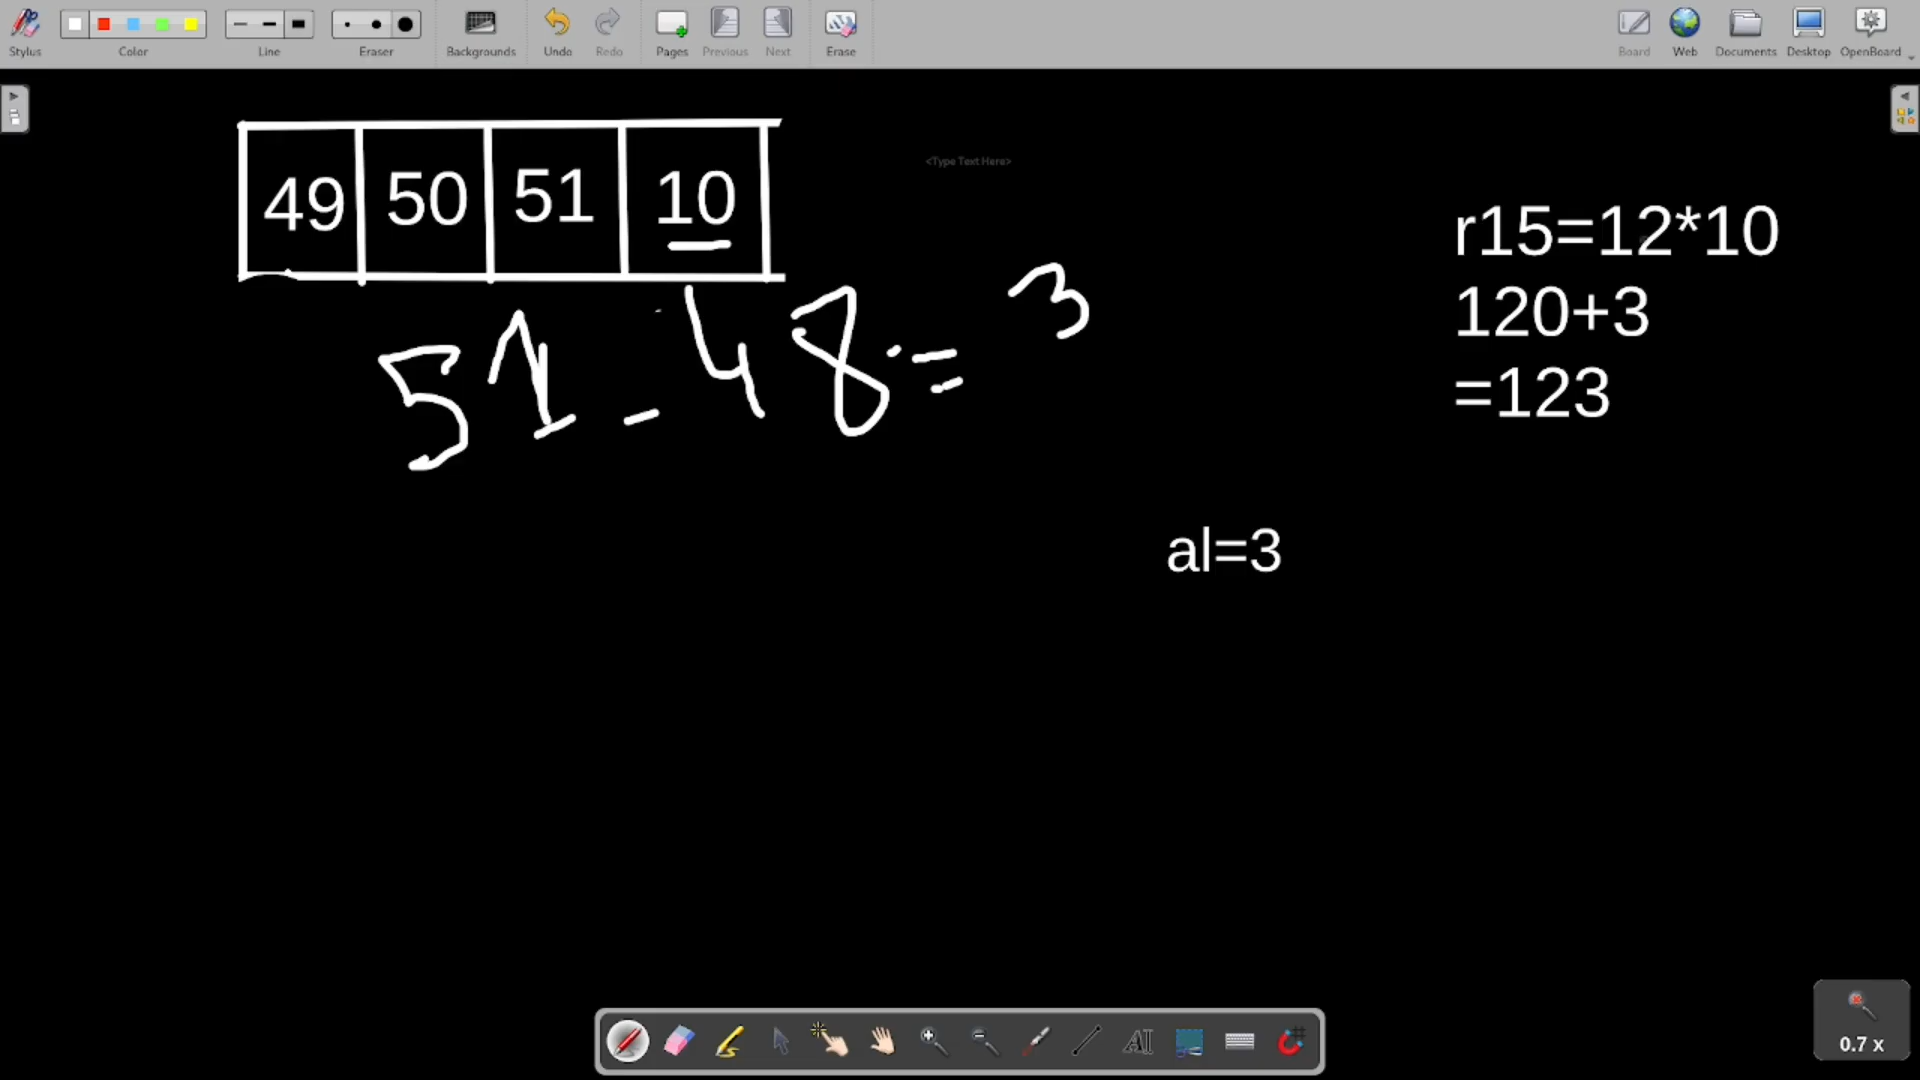 Stylus Color Line Eraser Backgrounds Undo Redo Pages Previous Next Erase Board Web Documents Desktop OpenBoard
49 50 51 10
<Type Text Here>
51-48=3
r15=12*10
120+3
=123
al=3
AI
0.7 x